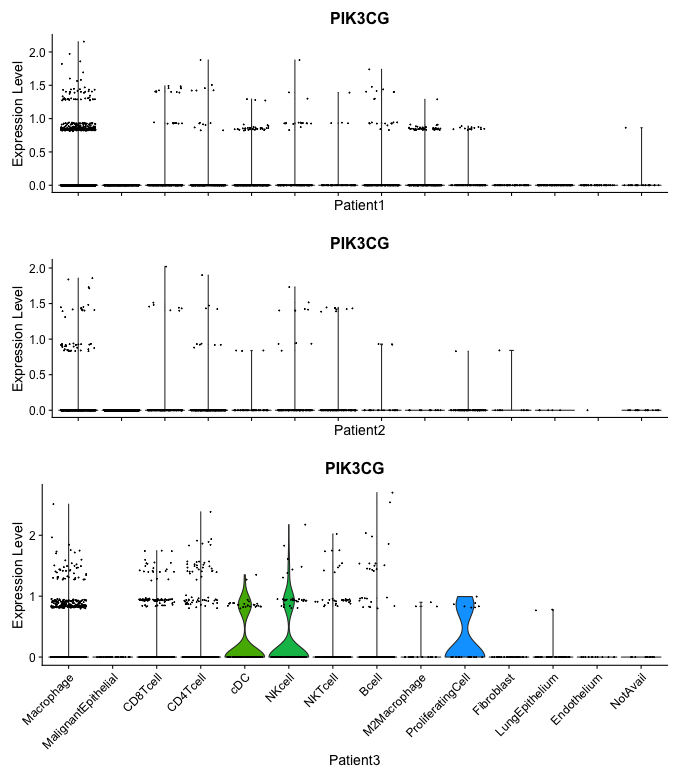 PIK3CG
Expression Level
2.0
1.5
1.0
0.5
0.0
Patient1
PIK3CG
Expression Level
2.0
1.5
1.0
0.5
0.0
Patient2
PIK3CG
Expression Level
2
1
0
Macrophage
MalignantEpithelial
CD8Tcell
CD4Tcell
cDC
NKcell
NKTcell
Bcell
M2Macrophage
ProliferatingCell
Fibroblast
LungEpithelium
Endothelium
NotAvail
Patient3